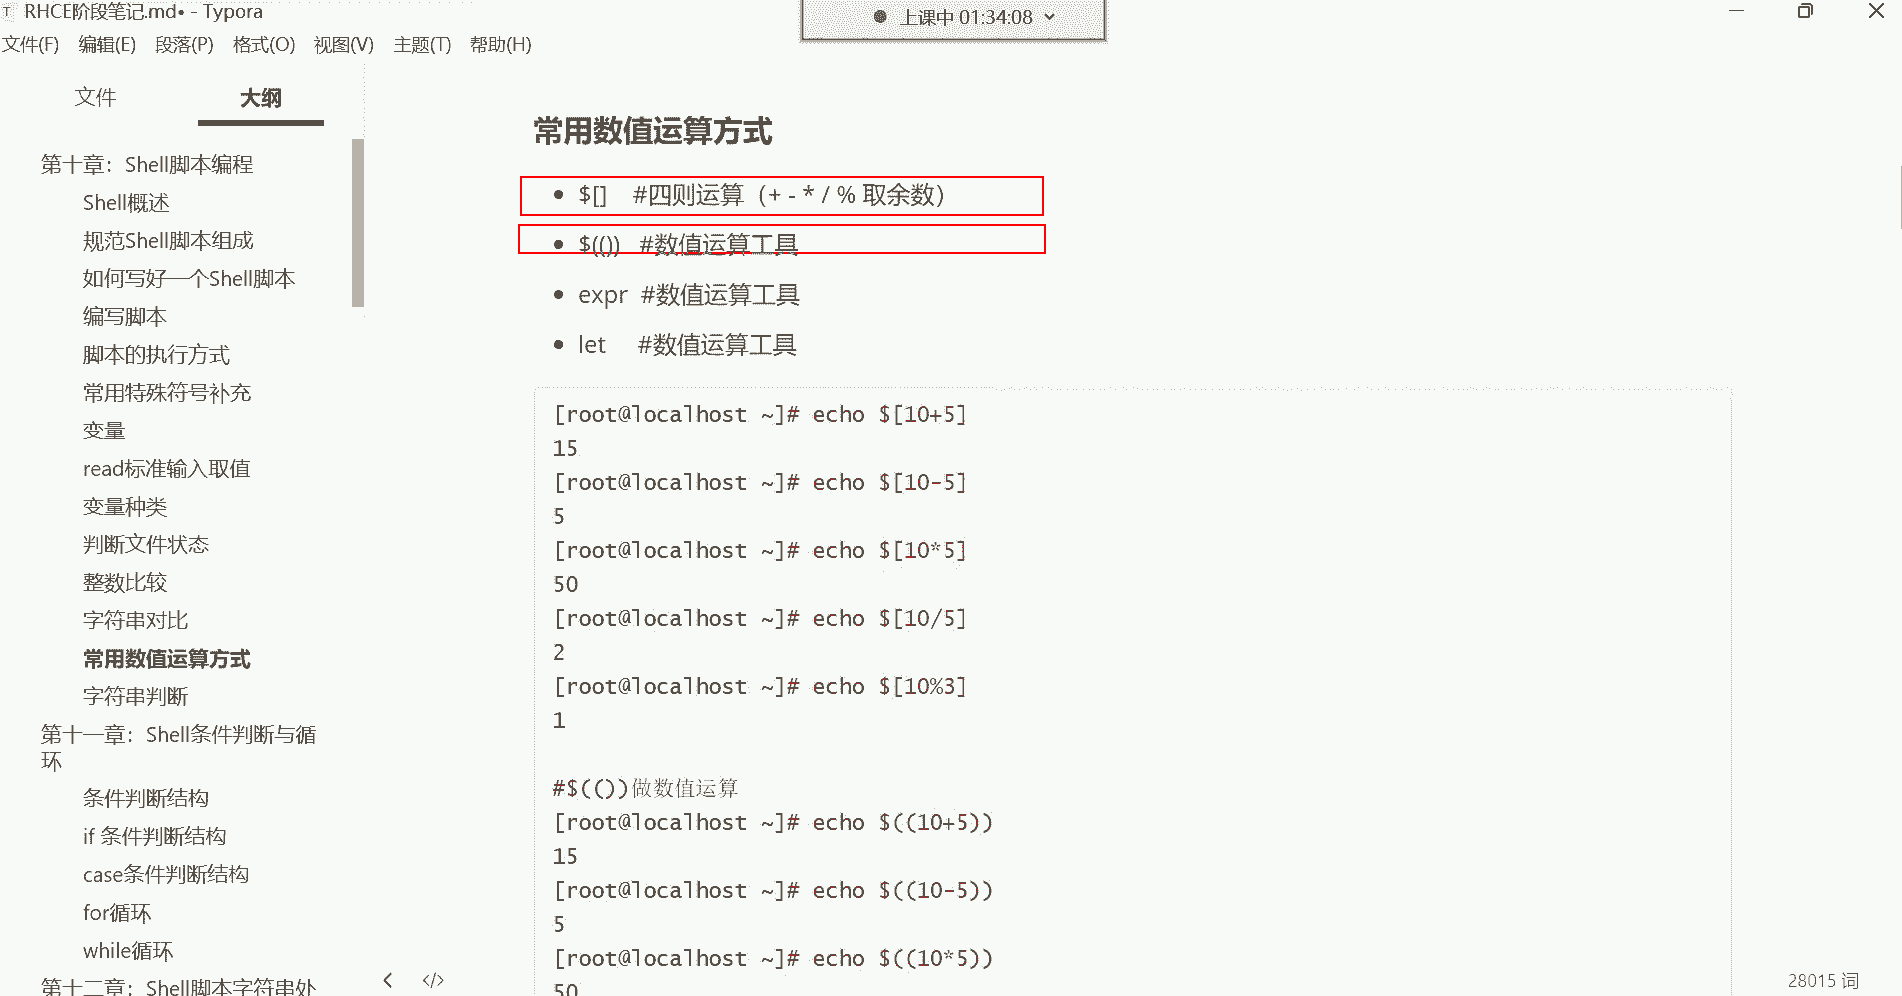 RHCE阶段笔记.md• - Typora
上课中 01:34:08
文件(F) 编辑(E) 段落(P) 格式(O) 视图(V) 主题(T) 帮助(H)
文件 大纲
第十章：Shell脚本编程
Shell概述
规范Shell脚本组成
如何写好一个Shell脚本
编写脚本
脚本的执行方式
常用特殊符号补充
变量
read标准输入取值
变量种类
判断文件状态
整数比较
字符串对比
常用数值运算方式
字符串判断
第十一章：Shell条件判断与循
环
条件判断结构
if 条件判断结构
case条件判断结构
for循环
while循环
第十二章：Shell脚本字符串处
常用数值运算方式
• $[] #四则运算（+ - * / % 取余数）
• $(()) #数值运算工具
• expr #数值运算工具
• let #数值运算工具
[root@localhost ~]# echo $[10+5]
15
[root@localhost ~]# echo $[10-5]
5
[root@localhost ~]# echo $[10*5]
50
[root@localhost ~]# echo $[10/5]
2
[root@localhost ~]# echo $[10%3]
1
#$(())做数值运算
[root@localhost ~]# echo $((10+5))
15
[root@localhost ~]# echo $((10-5))
5
[root@localhost ~]# echo $((10*5))
50
28015 词